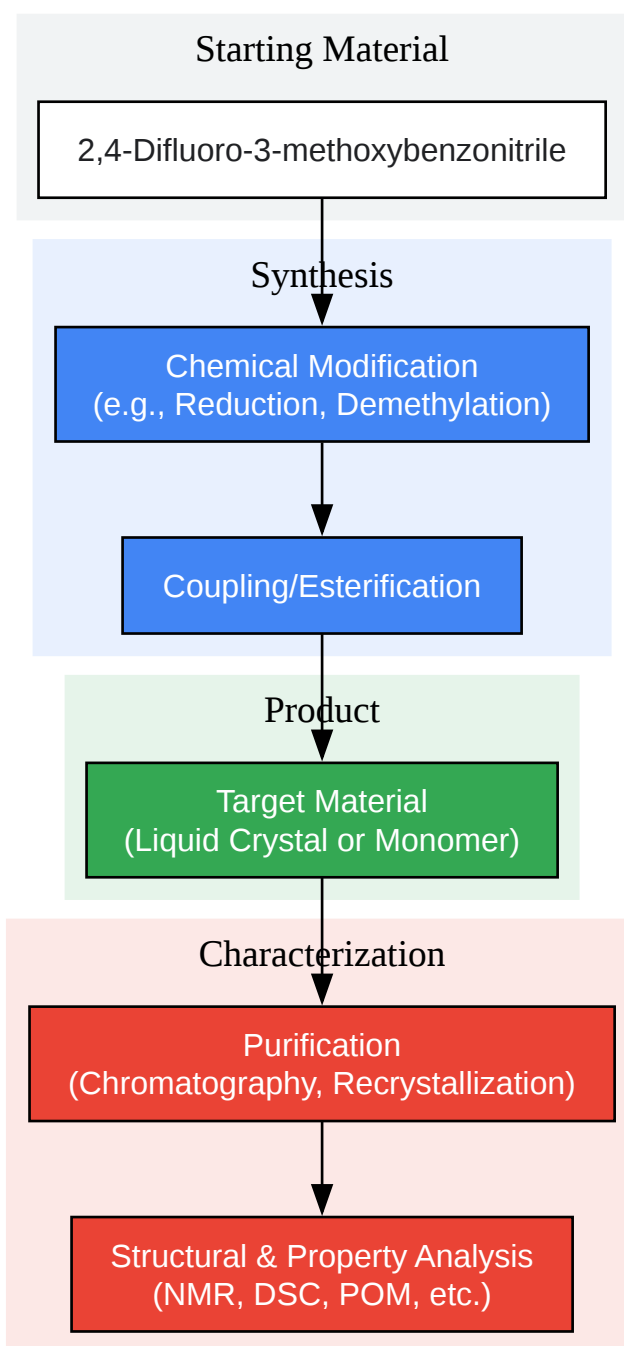 Starting Material
2,4-Difluoro-3-methoxybenzonitrile
Synthesis
Chemical Modification
(e.g., Reduction, Demethylation)
Coupling/Esterification
Product
Target Material
(Liquid Crystal or Monomer)
Characterization
Purification
(Chromatography, Recrystallization)
Structural & Property Analysis
(NMR, DSC, POM, etc.)